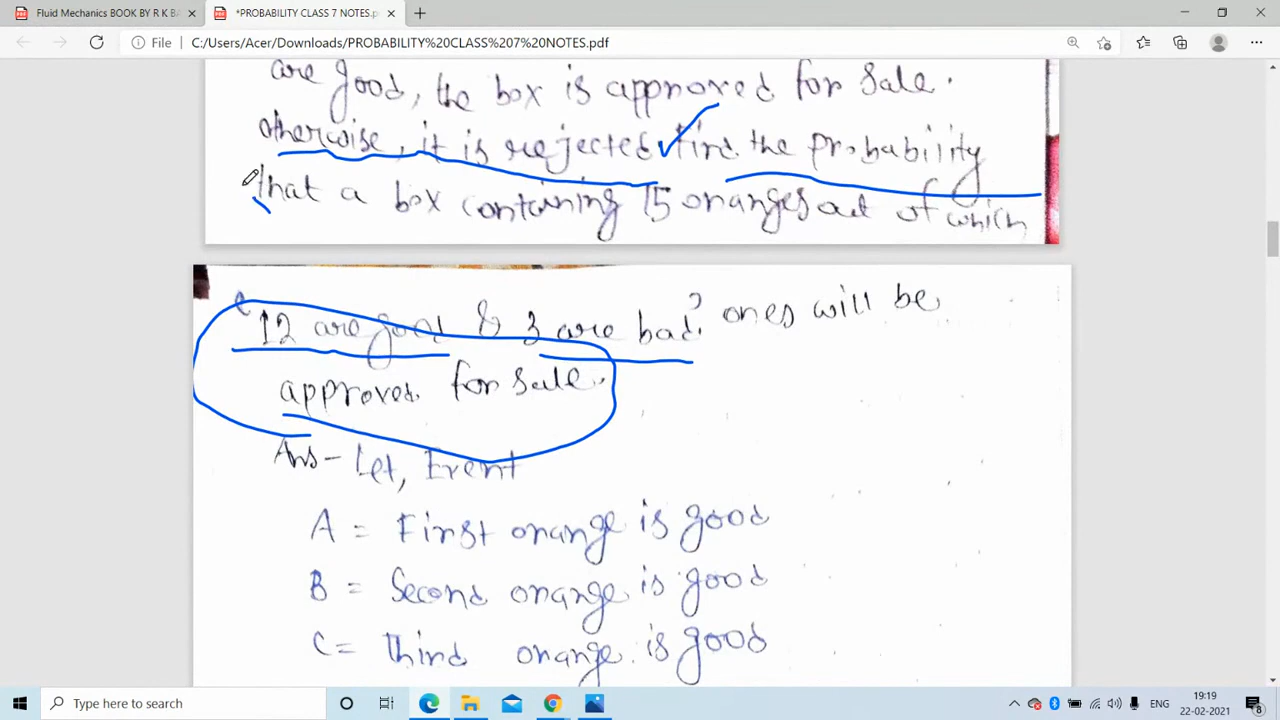 Fluid Mechanics BOOK BY R K BA
*PROBABILITY CLASS 7 NOTES.p
File
C:/Users/Acer/Downloads/PROBABILITY%20CLASS%207%20NOTES.pdf
are good, the box is approved for sale.
otherwise, it is rejected find the probability
that a box containing 15 oranges out of which
12 are good & 3 are bad? ones will be
approved for sale.
Ans- Let, Event
A = First orange is good
B = Second orange is good
C = Third orange is good
Type here to search
ENG
19:19
22-02-2021
8